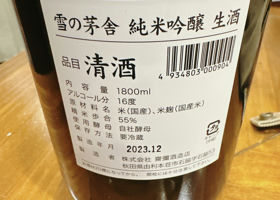 雪の茅舎 純米吟醸 生酒
品目 清酒
4934803000904
内容量 1800ml
アルコール分 16度
原材料名 米(国産)、米麹(国産米)
精米歩合 55%
使用酵母 自社酵母
保存方法 要冷蔵
製造年月 2023.12
製造者 株式会社 齋彌酒造店
秋田県由利本荘市石脇字石脇53